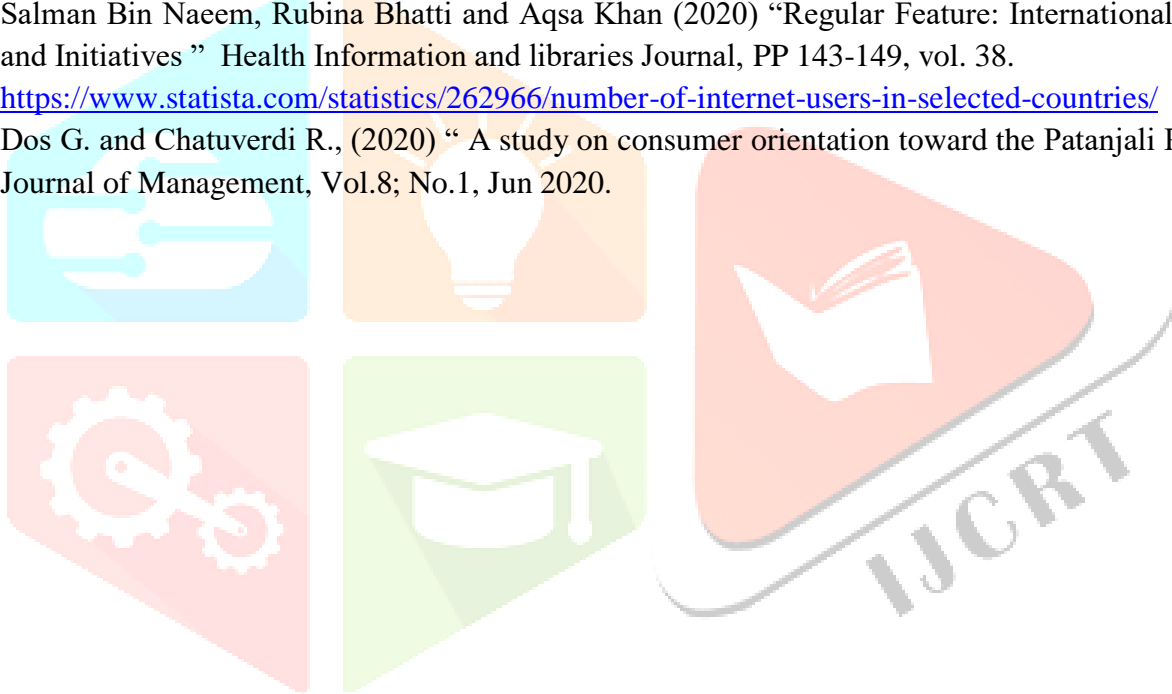 Salman Bin Naeem, Rubina Bhatti and Aqsa Khan (2020) “Regular Feature: International
and Initiatives ” Health Information and libraries Journal, PP 143-149, vol. 38.
https://www.statista.com/statistics/262966/number-of-internet-users-in-selected-countries/
Dos G. and Chatuverdi R., (2020) “ A study on consumer orientation toward the Patanjali
Journal of Management, Vol.8; No.1, Jun 2020.
IJCRT